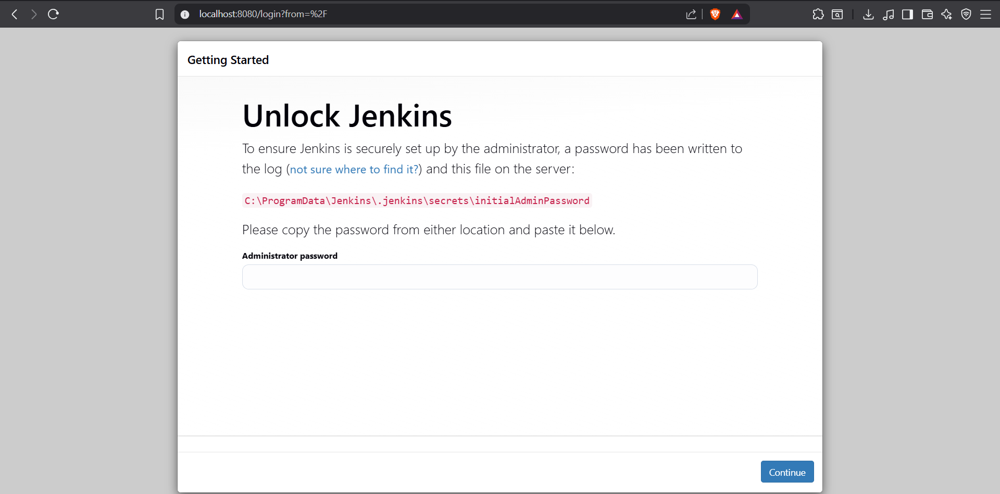 localhost:8080/login?from=%2F
Getting Started
Unlock Jenkins
To ensure Jenkins is securely set up by the administrator, a password has been written to
the log (not sure where to find it?) and this file on the server:
C:\ProgramData\Jenkins\.jenkins\secrets\initialAdminPassword
Please copy the password from either location and paste it below.
Administrator password
Continue